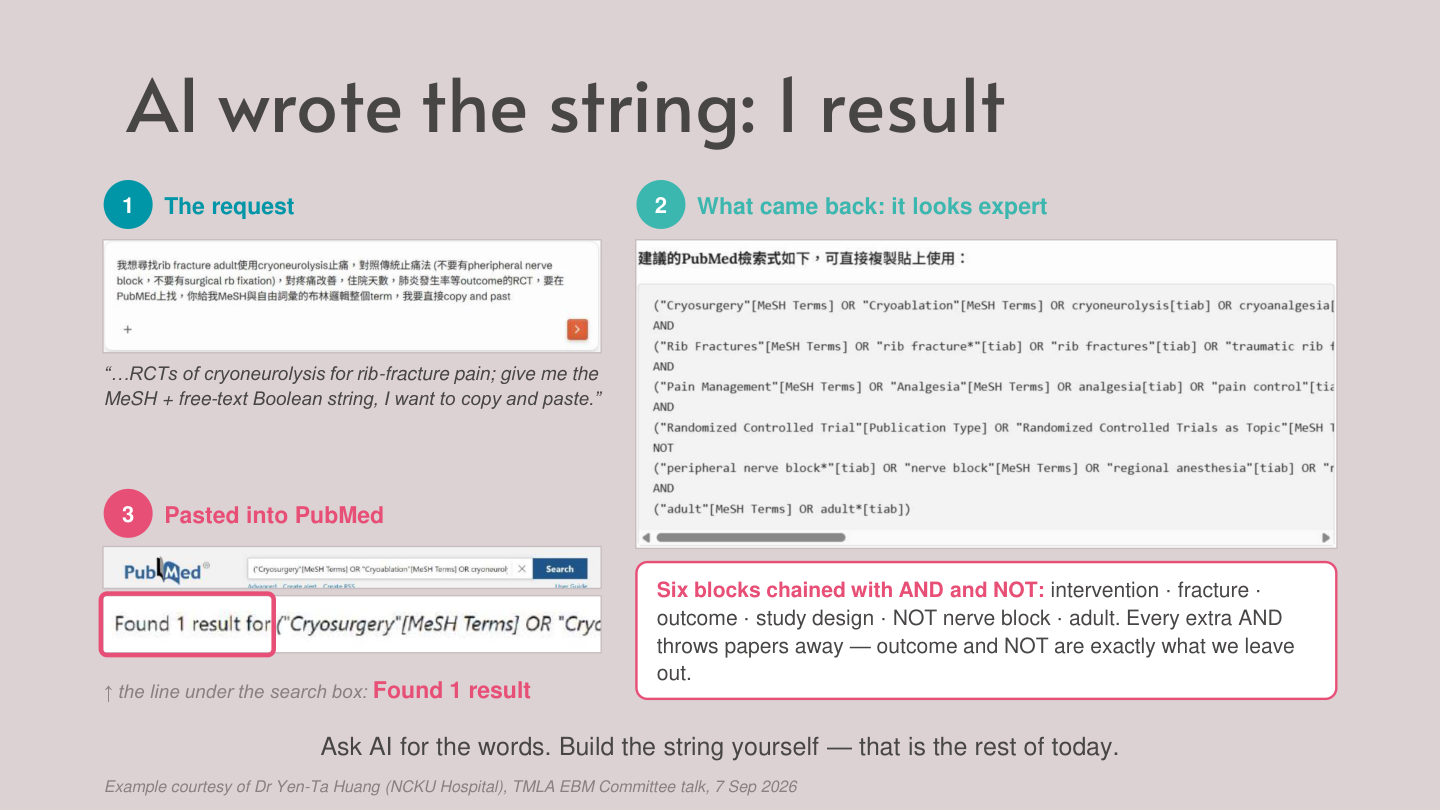 AI wrote the string: 1 result
1 The request
我想尋找rib fracture adult使用cryoneurolysis止痛，對照傳統止痛法 (不要有pheripheral nerve
block，不要有surgical rb fixation)，對疼痛改善，住院天數，肺炎發生率等outcome的RCT，要在
PubMEd上找，你給我MeSH與自由詞彙的布林邏輯整個term，我要直接copy and past
+
“…RCTs of cryoneurolysis for rib-fracture pain; give me the
MeSH + free-text Boolean string, I want to copy and paste.”
2 What came back: it looks expert
建議的PubMed檢索式如下，可直接複製貼上使用：
("Cryosurgery"[MeSH Terms] OR "Cryoablation"[MeSH Terms] OR cryoneurolysis[tiab] OR cryoanalgesia[
AND
("Rib Fractures"[MeSH Terms] OR "rib fracture*"[tiab] OR "rib fractures"[tiab] OR "traumatic rib f
AND
("Pain Management"[MeSH Terms] OR "Analgesia"[MeSH Terms] OR analgesia[tiab] OR "pain control"[tia
AND
("Randomized Controlled Trial"[Publication Type] OR "Randomized Controlled Trials as Topic"[MeSH T
NOT
("peripheral nerve block*"[tiab] OR "nerve block"[MeSH Terms] OR "regional anesthesia"[tiab] OR "r
AND
("adult"[MeSH Terms] OR adult*[tiab])
3 Pasted into PubMed
PubMed®
("Cryosurgery"[MeSH Terms] OR "Cryoablation"[MeSH Terms] OR cryoneurol
Search
Advanced Create alert Create RSS
User Guide
Found 1 result for ("Cryosurgery"[MeSH Terms] OR "Cryo
↑ the line under the search box: Found 1 result
Six blocks chained with AND and NOT: intervention · fracture ·
outcome · study design · NOT nerve block · adult. Every extra AND
throws papers away — outcome and NOT are exactly what we leave
out.
Ask AI for the words. Build the string yourself — that is the rest of today.
Example courtesy of Dr Yen-Ta Huang (NCKU Hospital), TMLA EBM Committee talk, 7 Sep 2026